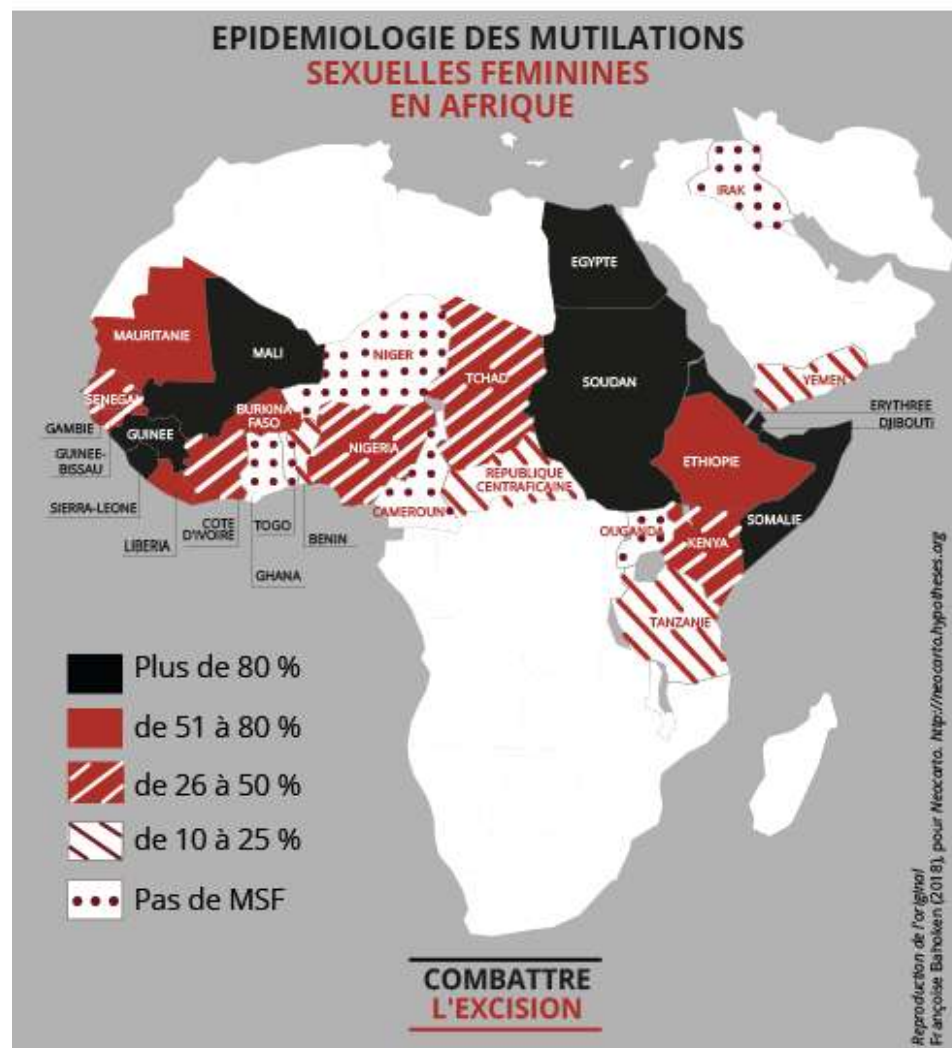 EPIDEMIOLOGIE DES MUTILATIONS
SEXUELLES FEMININES
EN AFRIQUE
IRAK
EGYPTE
MAURITANIE
MALI
NIGER
TCHAD
SOUDAN
YEMEN
SENEGAL
BURKINA
FASO
ERYTHREE
DJIBOUTI
GAMBIE
GUINEE
NIGERIA
GUINEE-
BISSAU
ETHIOPIE
REPUBLIQUE
CENTRAFICAINE
SIERRA-LEONE
CAMEROUN
SOMALIE
LIBERIA
COTE
D'IVOIRE
TOGO
BENIN
OUGANDA
KENYA
GHANA
TANZANIE
Plus de 80 %
de 51 à 80 %
de 26 à 50 %
de 10 à 25 %
Pas de MSF
COMBATTRE
L'EXCISION
Reproduction de l'original
Françoise Bahoken (2018), pour Neocarto. http://neocarto.hypotheses.org